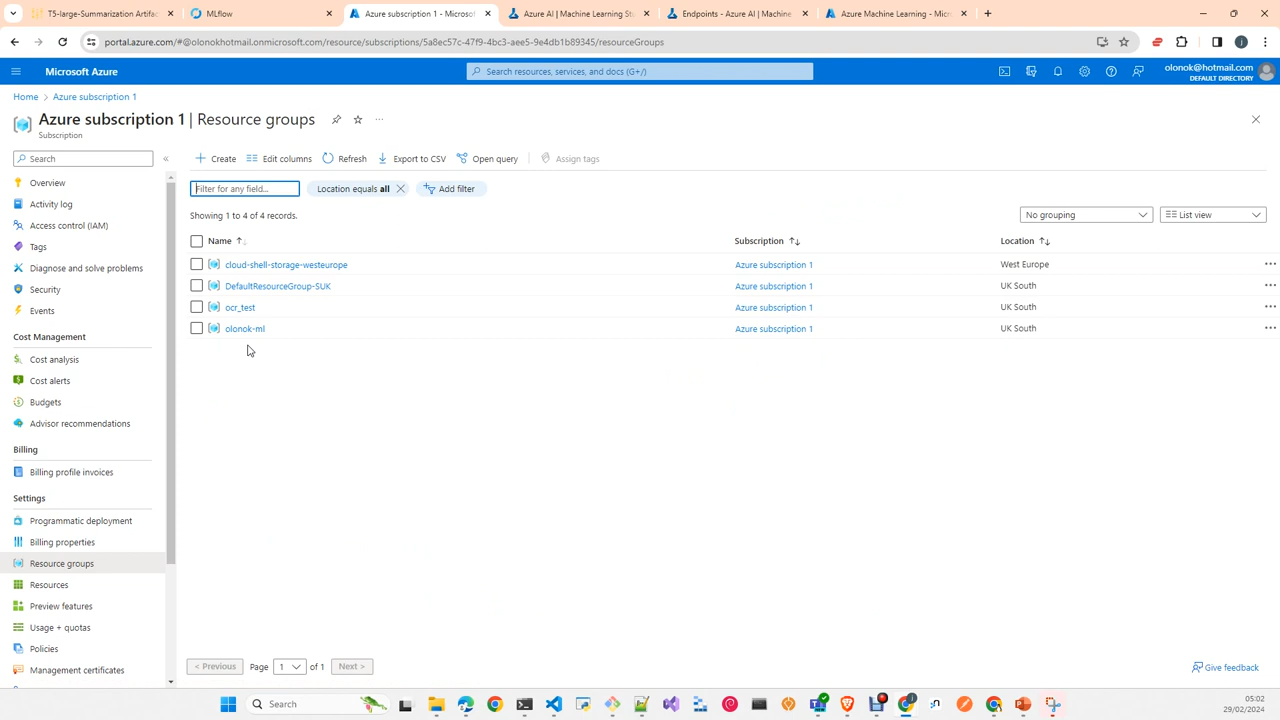 T5-large-Summarization Artifac
MLflow
Azure subscription 1 - Microsof
Azure AI | Machine Learning St
Endpoints - Azure AI | Machine
Azure Machine Learning - Micr
portal.azure.com/#@olonokhotmail.onmicrosoft.com/resource/subscriptions/5a8ec57c-47f9-4bc3-aee5-9e4db1b89345/resourceGroups
Microsoft Azure
Search resources, services, and docs (G+/)
olonok@hotmail.com
DEFAULT DIRECTORY
Home > Azure subscription 1
Azure subscription 1 | Resource groups
Subscription
Search
Create
Edit columns
Refresh
Export to CSV
Open query
Assign tags
Filter for any field...
Location equals all
Add filter
Showing 1 to 4 of 4 records.
No grouping
List view
Name
Subscription
Location
cloud-shell-storage-westeurope
Azure subscription 1
West Europe
DefaultResourceGroup-SUK
Azure subscription 1
UK South
ocr_test
Azure subscription 1
UK South
olonok-ml
Azure subscription 1
UK South
Overview
Activity log
Access control (IAM)
Tags
Diagnose and solve problems
Security
Events
Cost Management
Cost analysis
Cost alerts
Budgets
Advisor recommendations
Billing
Billing profile invoices
Settings
Programmatic deployment
Billing properties
Resource groups
Resources
Preview features
Usage + quotas
Policies
Management certificates
< Previous
Page
1
of 1
Next >
Give feedback
Search
05:02
29/02/2024